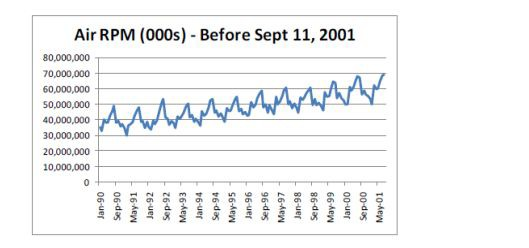 Air RPM (000s) - Before Sept 11, 2001
80,000,000
70,000,000
60,000,000
50,000,000
40,000,000
30,000,000
20,000,000
10,000,000
0
Jan-90
Sep-90
May-91
Jan-92
Sep-92
May-93
Jan-94
Sep-94
May-95
Jan-96
Sep-96
May-97
Jan-98
Sep-98
May-99
Jan-00
Sep-00
May-01